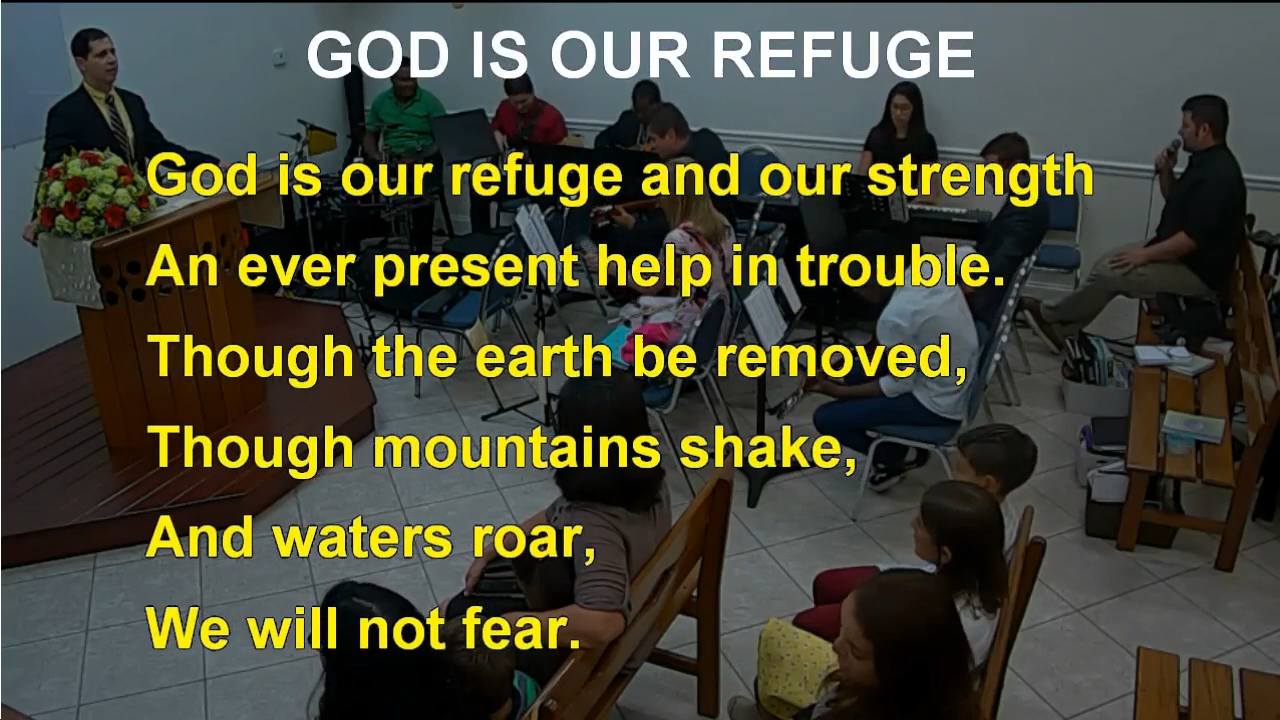 GOD IS OUR REFUGE
God is our refuge and our strength
An ever present help in trouble.
Though the earth be removed,
Though mountains shake,
And waters roar,
We will not fear.